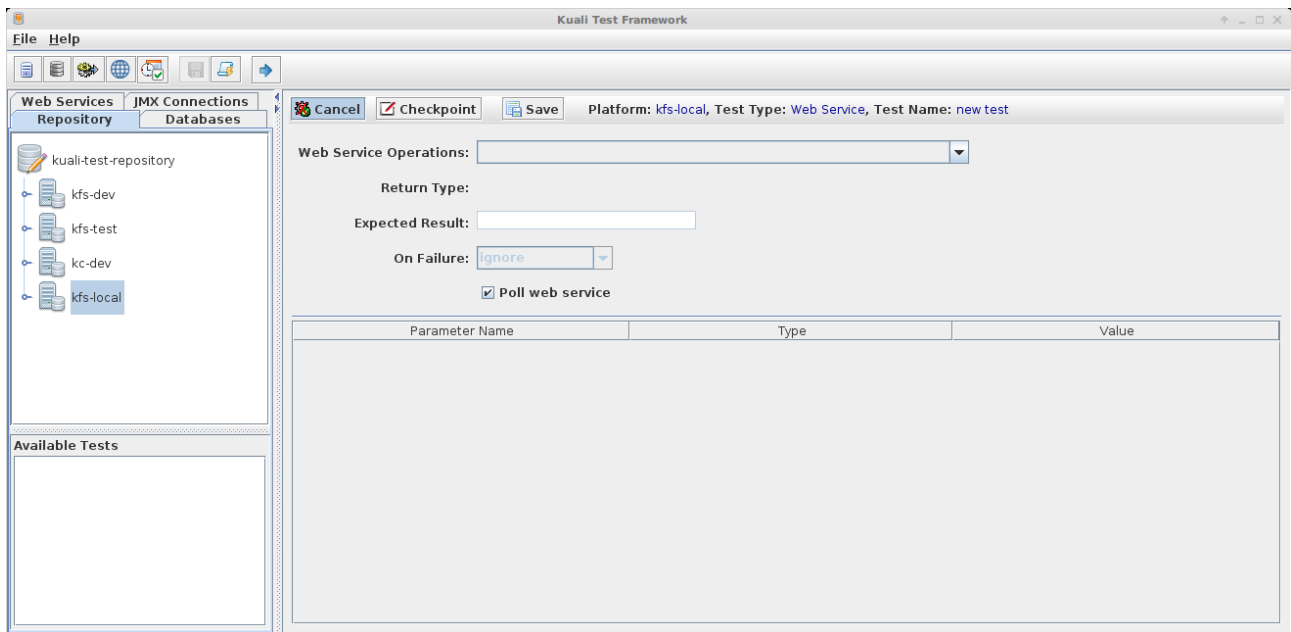 Kuali Test Framework
File Help
Web Services JMX Connections
Repository Databases
kuali-test-repository
kfs-dev
kfs-test
kc-dev
kfs-local
Available Tests
Cancel Checkpoint Save Platform: kfs-local, Test Type: Web Service, Test Name: new test
Web Service Operations:
Return Type:
Expected Result:
On Failure: ignore
Poll web service
Parameter Name Type Value